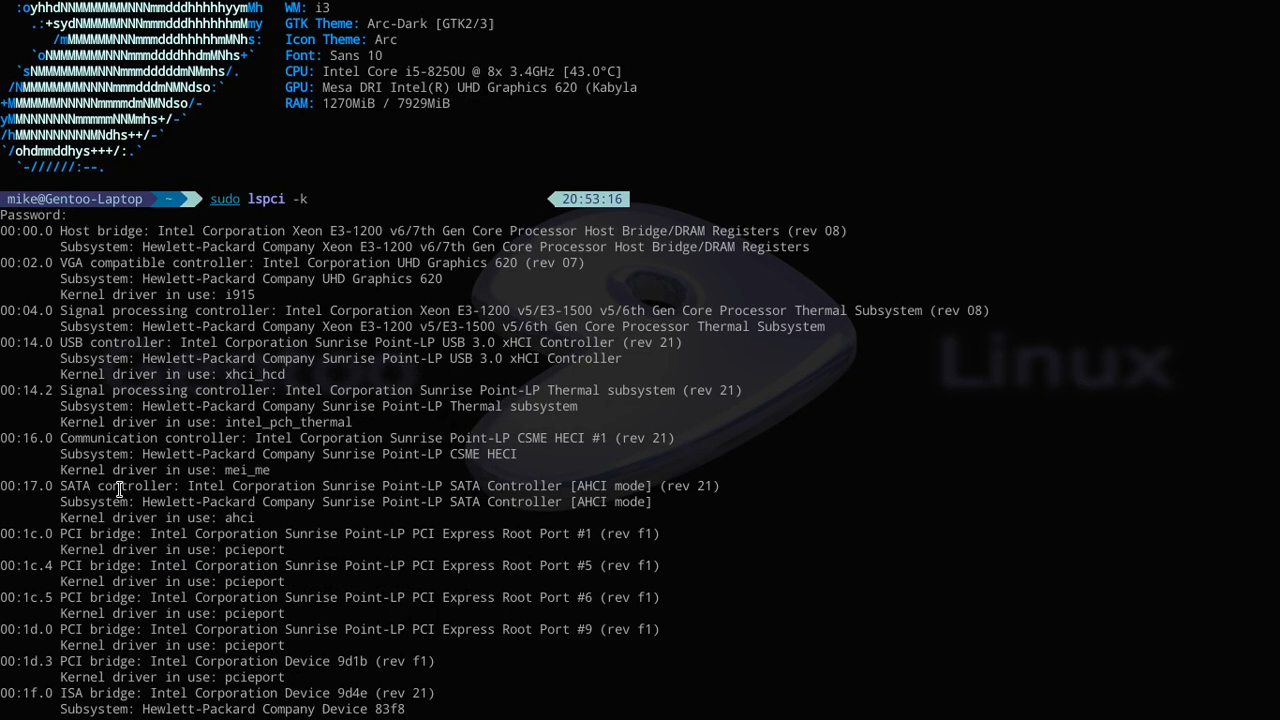 :oyhhdNNMMMMMMMNNNmmdddhhhhhyymMh   WM: i3
.:+sydNMMMMMNNNmmmdddhhhhhhmMmy   GTK Theme: Arc-Dark [GTK2/3]
/mMMMMMMNNNmmmdddhhhhhmMNhs:   Icon Theme: Arc
`oNMMMMMMMNNNmmmddddhhdmMNhs+`   Font: Sans 10
`sNMMMMMMMMNNNmmmdddddmNMmhs/.   CPU: Intel Core i5-8250U @ 8x 3.4GHz [43.0°C]
/NMMMMMMMMNNNNmmmdddmNMNdso:`   GPU: Mesa DRI Intel(R) UHD Graphics 620 (Kabyla
+MMMMMMMNNNNNmmmmdmNMNdso/-   RAM: 1270MiB / 7929MiB
yMMNNNNNNNmmmmmNNMmhs+/-`
/hMMNNNNNNNNMNdhs++/-`
`/ohdmmddhys+++/:.`
`-//////:--.
mike@Gentoo-Laptop ~ sudo lspci -k 20:53:16
Password:
00:00.0 Host bridge: Intel Corporation Xeon E3-1200 v6/7th Gen Core Processor Host Bridge/DRAM Registers (rev 08)
Subsystem: Hewlett-Packard Company Xeon E3-1200 v6/7th Gen Core Processor Host Bridge/DRAM Registers
00:02.0 VGA compatible controller: Intel Corporation UHD Graphics 620 (rev 07)
Subsystem: Hewlett-Packard Company UHD Graphics 620
Kernel driver in use: i915
00:04.0 Signal processing controller: Intel Corporation Xeon E3-1200 v5/E3-1500 v5/6th Gen Core Processor Thermal Subsystem (rev 08)
Subsystem: Hewlett-Packard Company Xeon E3-1200 v5/E3-1500 v5/6th Gen Core Processor Thermal Subsystem
00:14.0 USB controller: Intel Corporation Sunrise Point-LP USB 3.0 xHCI Controller (rev 21)
Subsystem: Hewlett-Packard Company Sunrise Point-LP USB 3.0 xHCI Controller
Kernel driver in use: xhci_hcd
00:14.2 Signal processing controller: Intel Corporation Sunrise Point-LP Thermal subsystem (rev 21)
Subsystem: Hewlett-Packard Company Sunrise Point-LP Thermal subsystem
Kernel driver in use: intel_pch_thermal
00:16.0 Communication controller: Intel Corporation Sunrise Point-LP CSME HECI #1 (rev 21)
Subsystem: Hewlett-Packard Company Sunrise Point-LP CSME HECI
Kernel driver in use: mei_me
00:17.0 SATA controller: Intel Corporation Sunrise Point-LP SATA Controller [AHCI mode] (rev 21)
Subsystem: Hewlett-Packard Company Sunrise Point-LP SATA Controller [AHCI mode]
Kernel driver in use: ahci
00:1c.0 PCI bridge: Intel Corporation Sunrise Point-LP PCI Express Root Port #1 (rev f1)
Kernel driver in use: pcieport
00:1c.4 PCI bridge: Intel Corporation Sunrise Point-LP PCI Express Root Port #5 (rev f1)
Kernel driver in use: pcieport
00:1c.5 PCI bridge: Intel Corporation Sunrise Point-LP PCI Express Root Port #6 (rev f1)
Kernel driver in use: pcieport
00:1d.0 PCI bridge: Intel Corporation Sunrise Point-LP PCI Express Root Port #9 (rev f1)
Kernel driver in use: pcieport
00:1d.3 PCI bridge: Intel Corporation Device 9d1b (rev f1)
Kernel driver in use: pcieport
00:1f.0 ISA bridge: Intel Corporation Device 9d4e (rev 21)
Subsystem: Hewlett-Packard Company Device 83f8
Linux